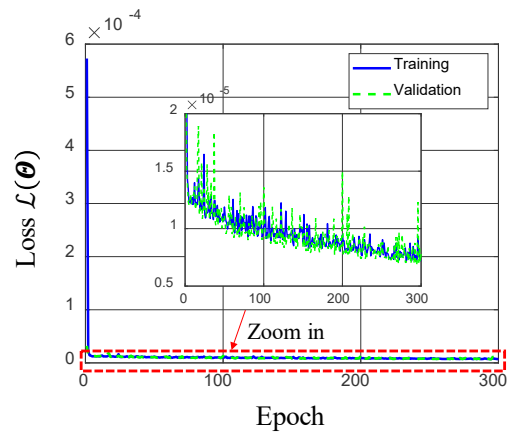 × 10 -4
6
5
4
3
2
1
0
Loss ℒ(Θ)
Training
Validation
× 10 -5
2
1.5
1
0.5
0 100 200 300
Zoom in
0 100 200 300
Epoch